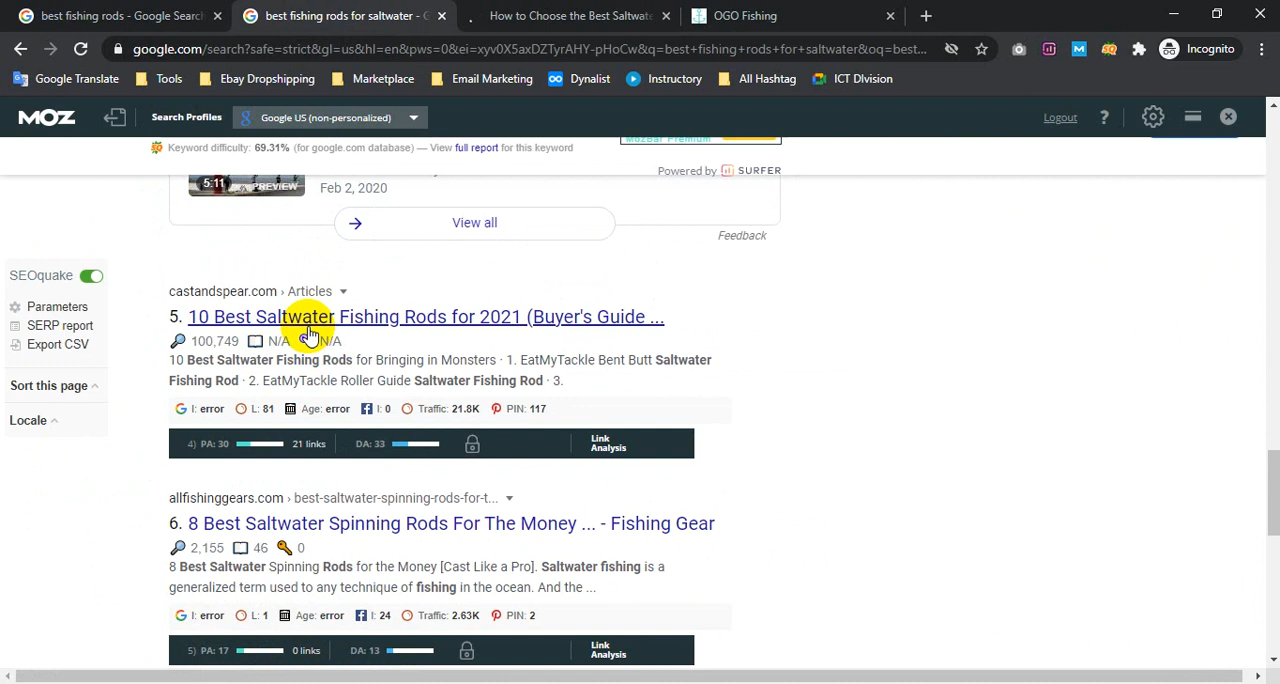 best fishing rods - Google Search
best fishing rods for saltwater - G
How to Choose the Best Saltwate
OGO Fishing
google.com/search?safe=strict&gl=us&hl=en&pws=0&ei=xyv0X5axDZTyrAHY-pHoCw&q=best+fishing+rods+for+saltwater&oq=best...
Incognito
Google Translate
Tools
Ebay Dropshipping
Marketplace
Email Marketing
Dynalist
Instructory
All Hashtag
ICT DIvision
MOZ
Search Profiles
Google US (non-personalized)
Logout
?
Keyword difficulty: 69.31% (for google.com database) — View full report for this keyword
MozBar Premium
Powered by SURFER
5:11
PREVIEW
Feb 2, 2020
View all
Feedback
SEOquake
Parameters
SERP report
Export CSV
Sort this page
Locale
castandspear.com › Articles
5. 10 Best Saltwater Fishing Rods for 2021 (Buyer's Guide ...
100,749 N/A N/A
10 Best Saltwater Fishing Rods for Bringing in Monsters · 1. EatMyTackle Bent Butt Saltwater
Fishing Rod · 2. EatMyTackle Roller Guide Saltwater Fishing Rod · 3.
I: error L: 81 Age: error I: 0 Traffic: 21.8K PIN: 117
4) PA: 30 21 links DA: 33 Link Analysis
allfishinggears.com › best-saltwater-spinning-rods-for-t...
6. 8 Best Saltwater Spinning Rods For The Money ... - Fishing Gear
2,155 46 0
8 Best Saltwater Spinning Rods for the Money [Cast Like a Pro]. Saltwater fishing is a
generalized term used to any technique of fishing in the ocean. And the ...
I: error L: 1 Age: error I: 24 Traffic: 2.63K PIN: 2
5) PA: 17 0 links DA: 13 Link Analysis